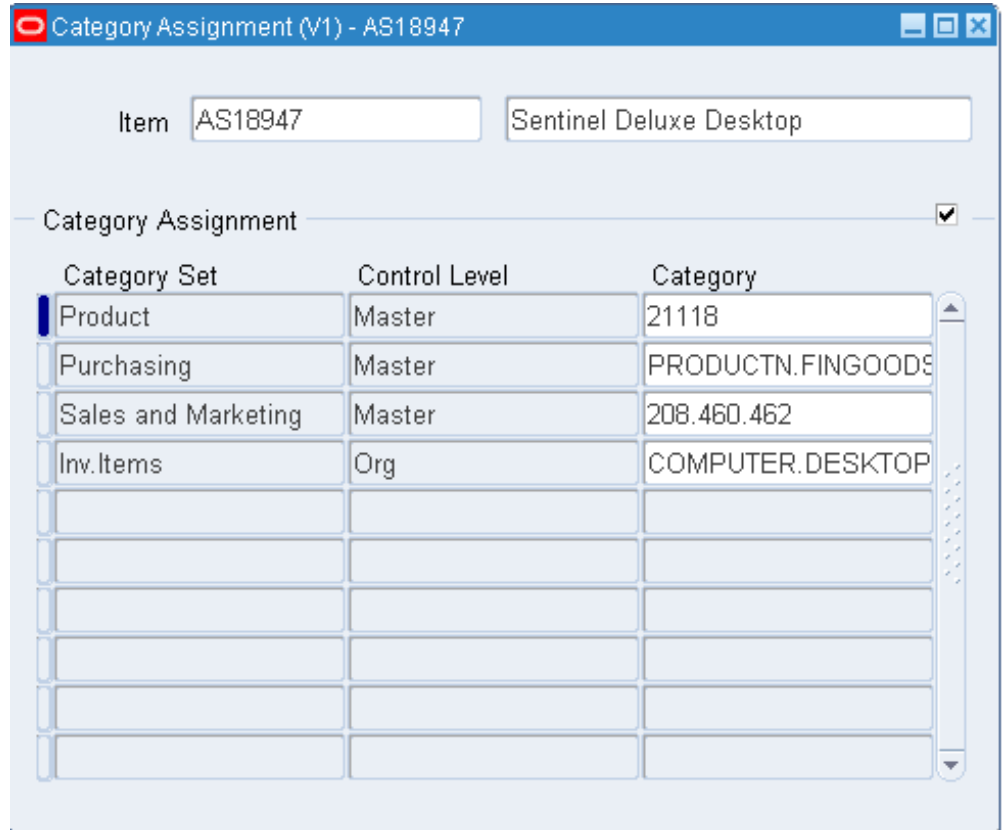 Category Assignment (V1) - AS18947
Item AS18947 Sentinel Deluxe Desktop
Category Assignment
Category Set Control Level Category
Product Master 21118
Purchasing Master PRODUCTN.FINGOODS
Sales and Marketing Master 208.460.462
Inv.Items Org COMPUTER.DESKTOP